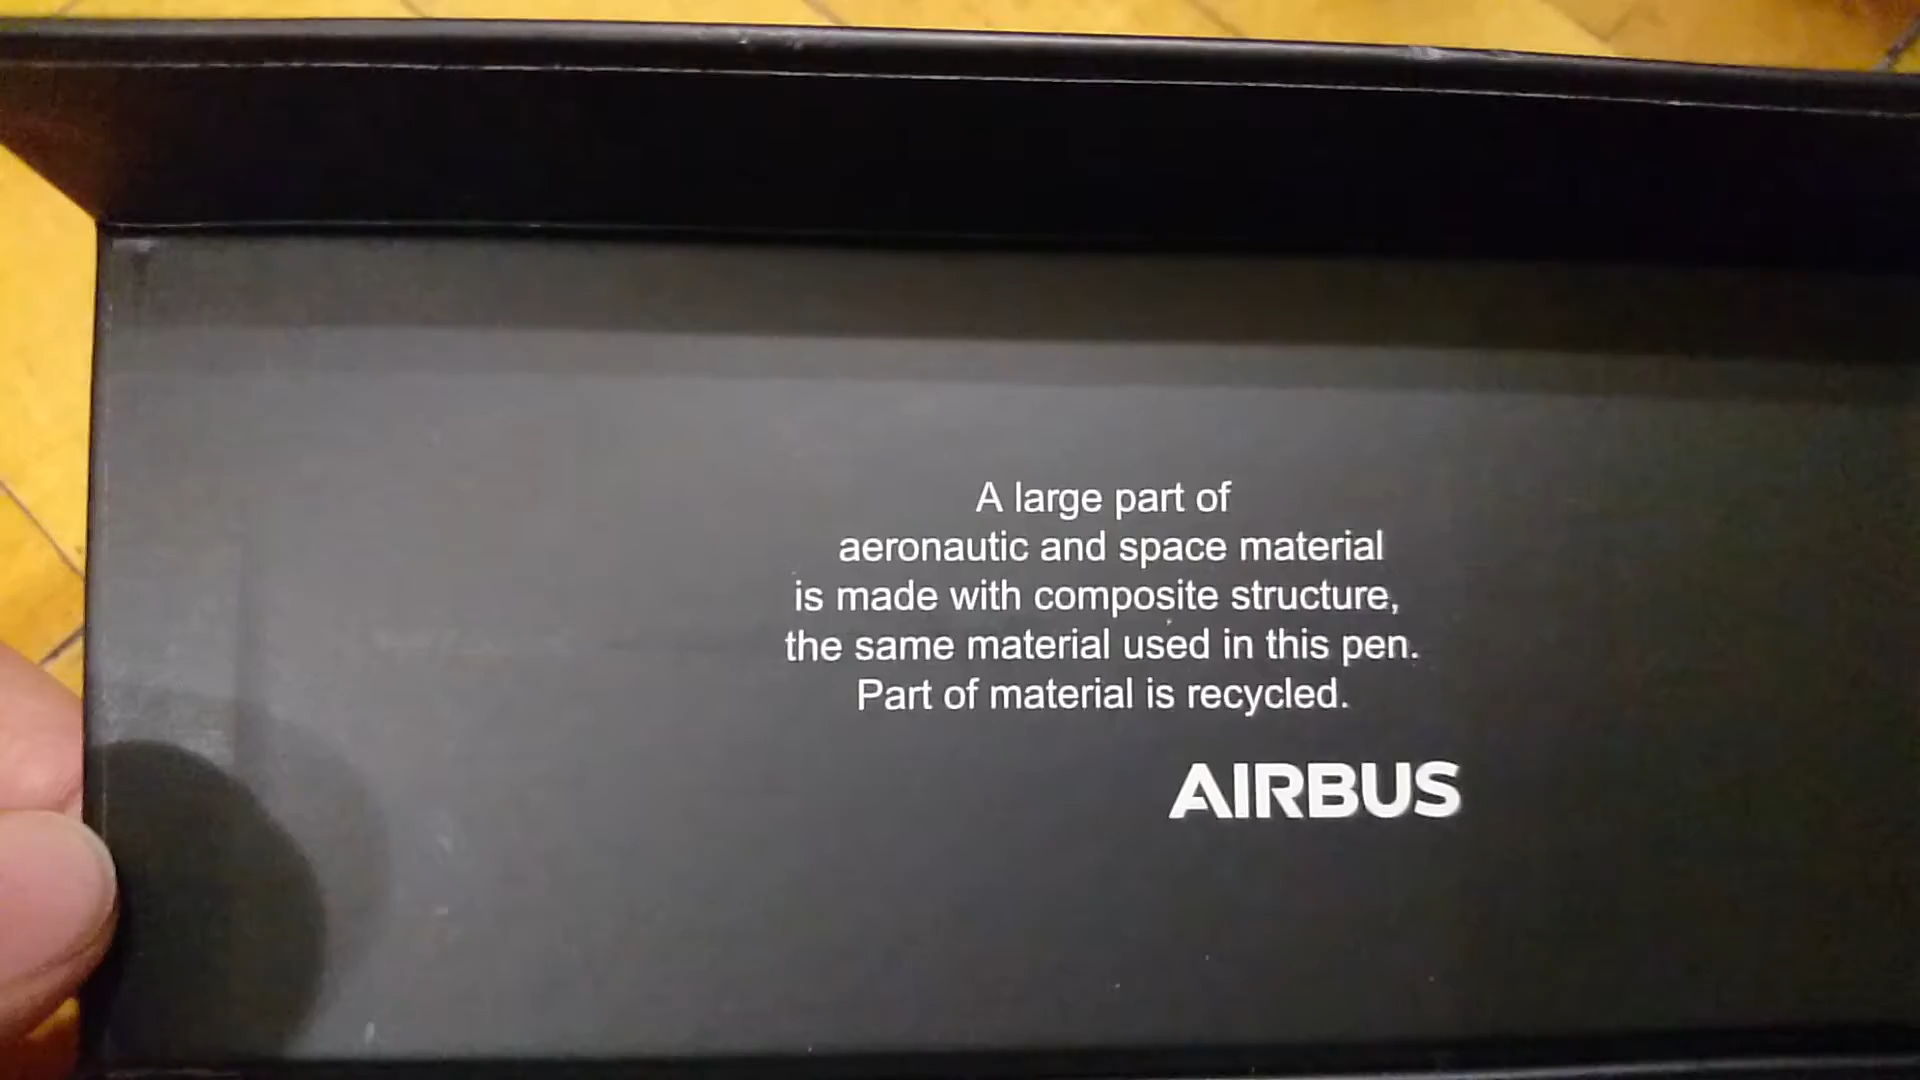 A large part of
aeronautic and space material
is made with composite structure,
the same material used in this pen.
Part of material is recycled.
AIRBUS